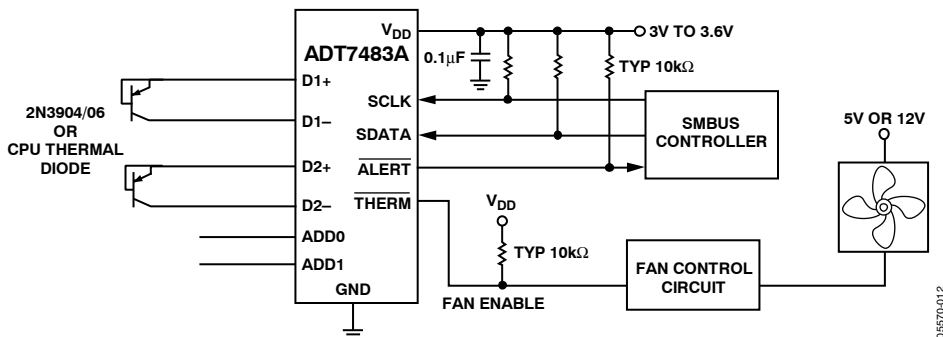 VDD
ADT7483A
0.1μF
3V TO 3.6V
TYP 10kΩ
D1+
SCLK
2N3904/06
OR
CPU THERMAL
DIODE
D1–
SDATA
SMBUS
CONTROLLER
5V OR 12V
D2+
ALERT
D2–
THERM
VDD
ADD0
TYP 10kΩ
ADD1
FAN CONTROL
CIRCUIT
GND
FAN ENABLE
05570-012